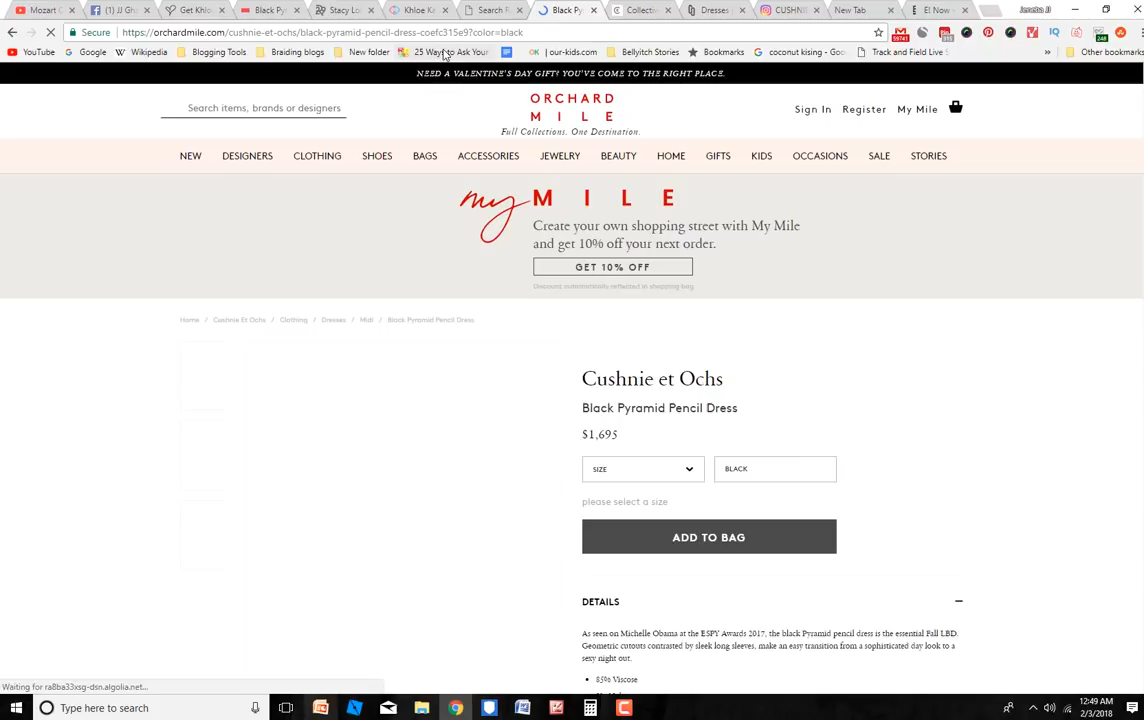 Mozart C
JJ Gha
Get Khlo
Black Py
Stacy Lo
Khloe Ka
Search R
Black Py
Collecti
Dresses
CUSHNI
New Tab
E! Now
https://orchardmile.com/cushnie-et-ochs/black-pyramid-pencil-dress-coefc315e9?color=black
Secure
YouTube Google Wikipedia Blogging Tools Braiding blogs New folder 25 Ways to Ask Your | our-kids.com Bellyitch Stories Bookmarks coconut kising - Goo Track and Field Live S » Other bookmarks
NEED A VALENTINE'S DAY GIFT? YOU'VE COME TO THE RIGHT PLACE.
Search items, brands or designers
ORCHARD
MILE
Full Collections. One Destination.
Sign In Register My Mile
NEW DESIGNERS CLOTHING SHOES BAGS ACCESSORIES JEWELRY BEAUTY HOME GIFTS KIDS OCCASIONS SALE STORIES
my MILE
Create your own shopping street with My Mile
and get 10% off your next order.
GET 10% OFF
Discount automatically reflected in shopping bag
Home / Cushnie Et Ochs / Clothing / Dresses / Midi / Black Pyramid Pencil Dress
Cushnie et Ochs
Black Pyramid Pencil Dress
$1,695
SIZE BLACK
please select a size
ADD TO BAG
DETAILS
As seen on Michelle Obama at the ESPY Awards 2017, the black Pyramid pencil dress is the essential Fall LBD.
Geometric cutouts contrasted by sleek long sleeves, make an easy transition from a sophisticated day look to a
sexy night out.
• 85% Viscose
Waiting for ra8ba33xsg-dsn.algolia.net...
Type here to search
12:49 AM
2/3/2018